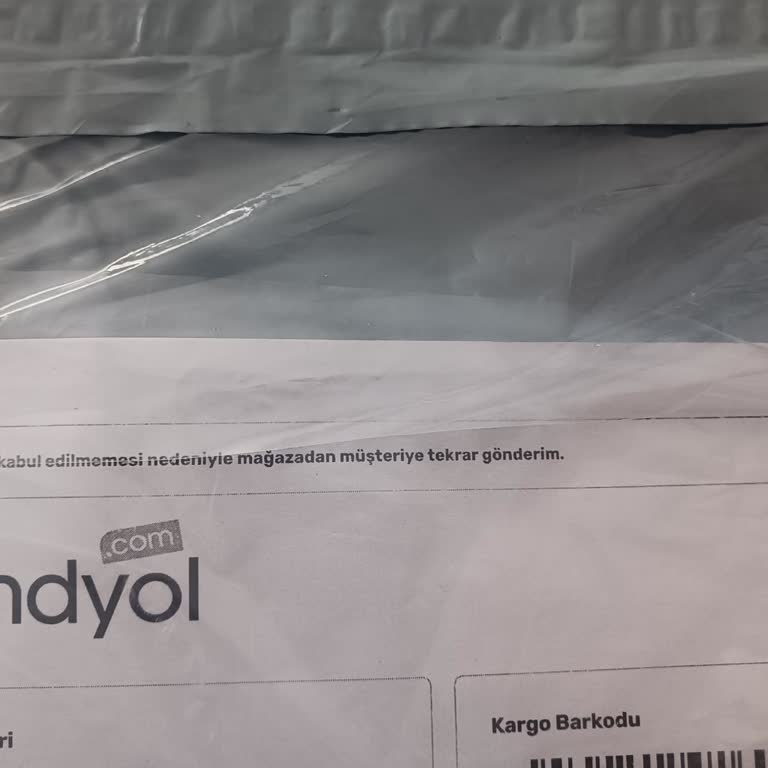 kabul edilmemesi nedeniyle mağazadan müşteriye tekrar gönderim.
.com
ndyol
ri
Kargo Barkodu